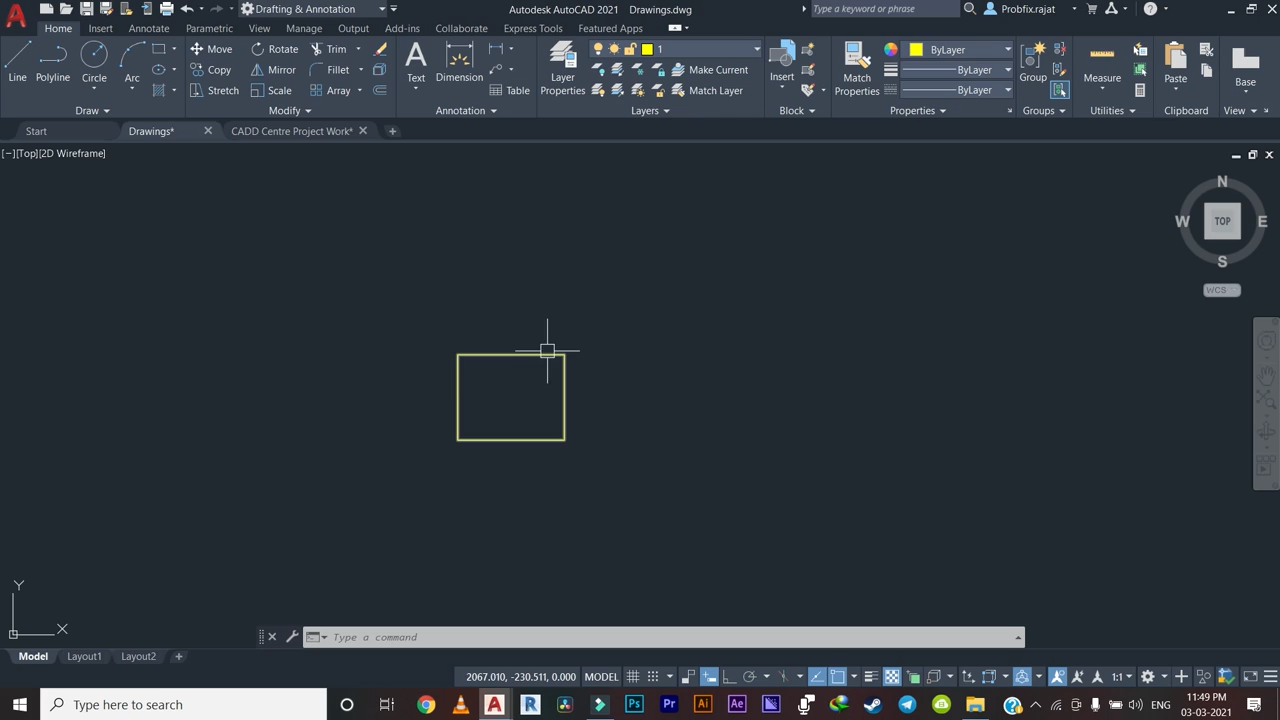 Drafting & Annotation
Autodesk AutoCAD 2021 Drawings.dwg
Type a keyword or phrase
Probfix.rajat
Home Insert Annotate Parametric View Manage Output Add-ins Collaborate Express Tools Featured Apps
Line
Polyline
Circle
Arc
Draw
Move
Rotate
Trim
Copy
Mirror
Fillet
Stretch
Scale
Array
Modify
Text
Dimension
Table
Annotation
Layer
Properties
1
Make Current
Match Layer
Layers
Insert
Block
Match
Properties
ByLayer
ByLayer
ByLayer
Properties
Group
Groups
Measure
Utilities
Paste
Clipboard
Base
View
Start
Drawings*
CADD Centre Project Work*
[−][Top][2D Wireframe]
N
W
TOP
E
S
WCS
Y
X
Type a command
Model
Layout1
Layout2
2067.010, -230.511, 0.000
MODEL
1:1
Type here to search
Ps
Pr
Ai
Ae
ENG
11:49 PM
03-03-2021